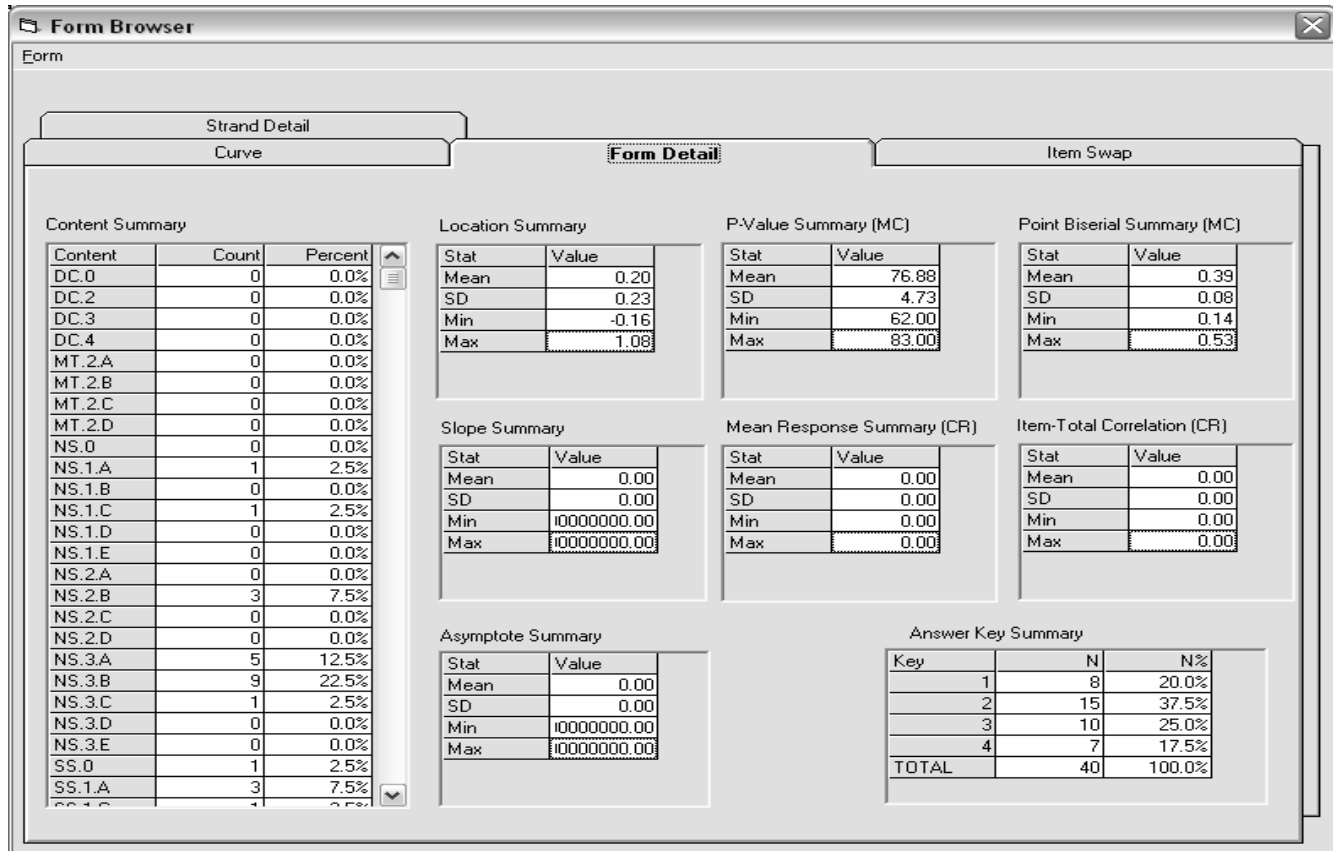 Form Browser
Form
Strand Detail
Curve
Form Detail
Item Swap
Content Summary
Content Count Percent
DC.0 0 0.0%
DC.2 0 0.0%
DC.3 0 0.0%
DC.4 0 0.0%
MT.2.A 0 0.0%
MT.2.B 0 0.0%
MT.2.C 0 0.0%
MT.2.D 0 0.0%
NS.0 0 0.0%
NS.1.A 1 2.5%
NS.1.B 0 0.0%
NS.1.C 1 2.5%
NS.1.D 0 0.0%
NS.1.E 0 0.0%
NS.2.A 0 0.0%
NS.2.B 3 7.5%
NS.2.C 0 0.0%
NS.2.D 0 0.0%
NS.3.A 5 12.5%
NS.3.B 9 22.5%
NS.3.C 1 2.5%
NS.3.D 0 0.0%
NS.3.E 0 0.0%
SS.0 1 2.5%
SS.1.A 3 7.5%
Location Summary
Stat Value
Mean 0.20
SD 0.23
Min -0.16
Max 1.08
P-Value Summary (MC)
Stat Value
Mean 76.88
SD 4.73
Min 62.00
Max 83.00
Point Biserial Summary (MC)
Stat Value
Mean 0.39
SD 0.08
Min 0.14
Max 0.53
Slope Summary
Stat Value
Mean 0.00
SD 0.00
Min 0000000.00
Max 0000000.00
Mean Response Summary (CR)
Stat Value
Mean 0.00
SD 0.00
Min 0.00
Max 0.00
Item-Total Correlation (CR)
Stat Value
Mean 0.00
SD 0.00
Min 0.00
Max 0.00
Asymptote Summary
Stat Value
Mean 0.00
SD 0.00
Min 0000000.00
Max 0000000.00
Answer Key Summary
Key N N%
1 8 20.0%
2 15 37.5%
3 10 25.0%
4 7 17.5%
TOTAL 40 100.0%